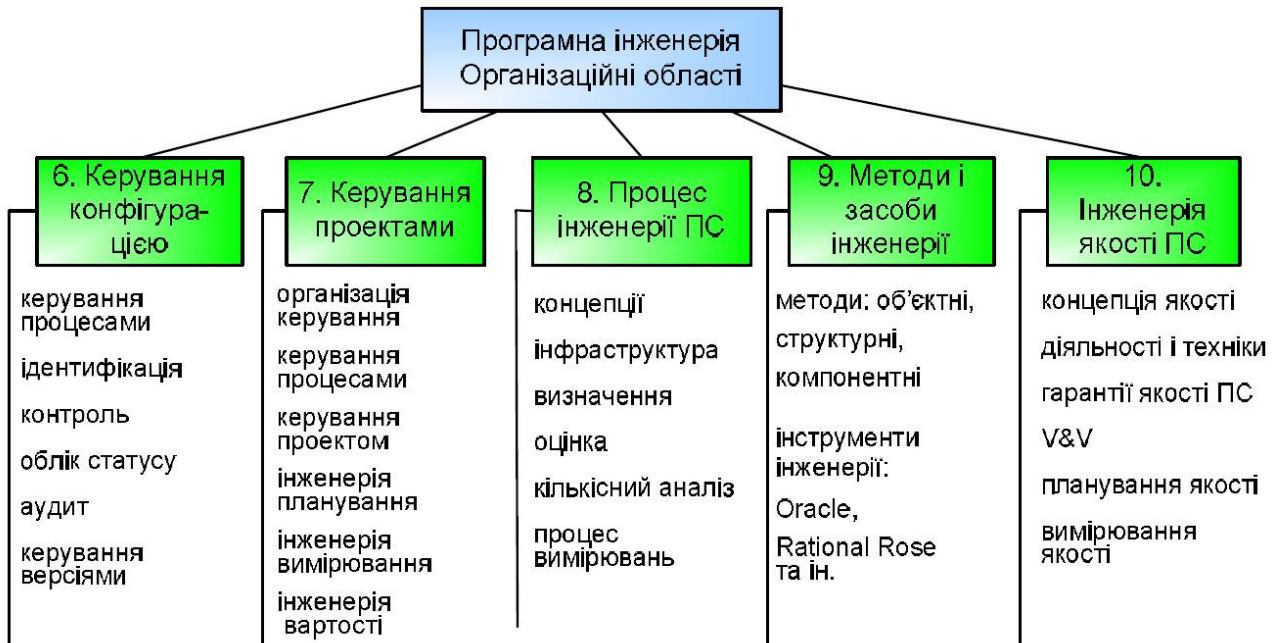 Програмна інженерія
Організаційні області
6. Керування
конфігура-
цією
керування
процесами
ідентифікація
контроль
облік статусу
аудит
керування
версіями
7. Керування
проектами
організація
керування
керування
процесами
керування
проектом
інженерія
планування
інженерія
вимірювання
інженерія
вартості
8. Процес
інженерії ПС
концепції
інфраструктура
визначення
оцінка
кількісний аналіз
процес
вимірювань
9. Методи і
засоби
інженерії
методи: об’єктні,
структурні,
компонентні
інструменти
інженерії:
Oracle,
Rational Rose
та ін.
10.
Інженерія
якості ПС
концепція якості
діяльності і техніки
гарантії якості ПС
V&V
планування якості
вимірювання
якості